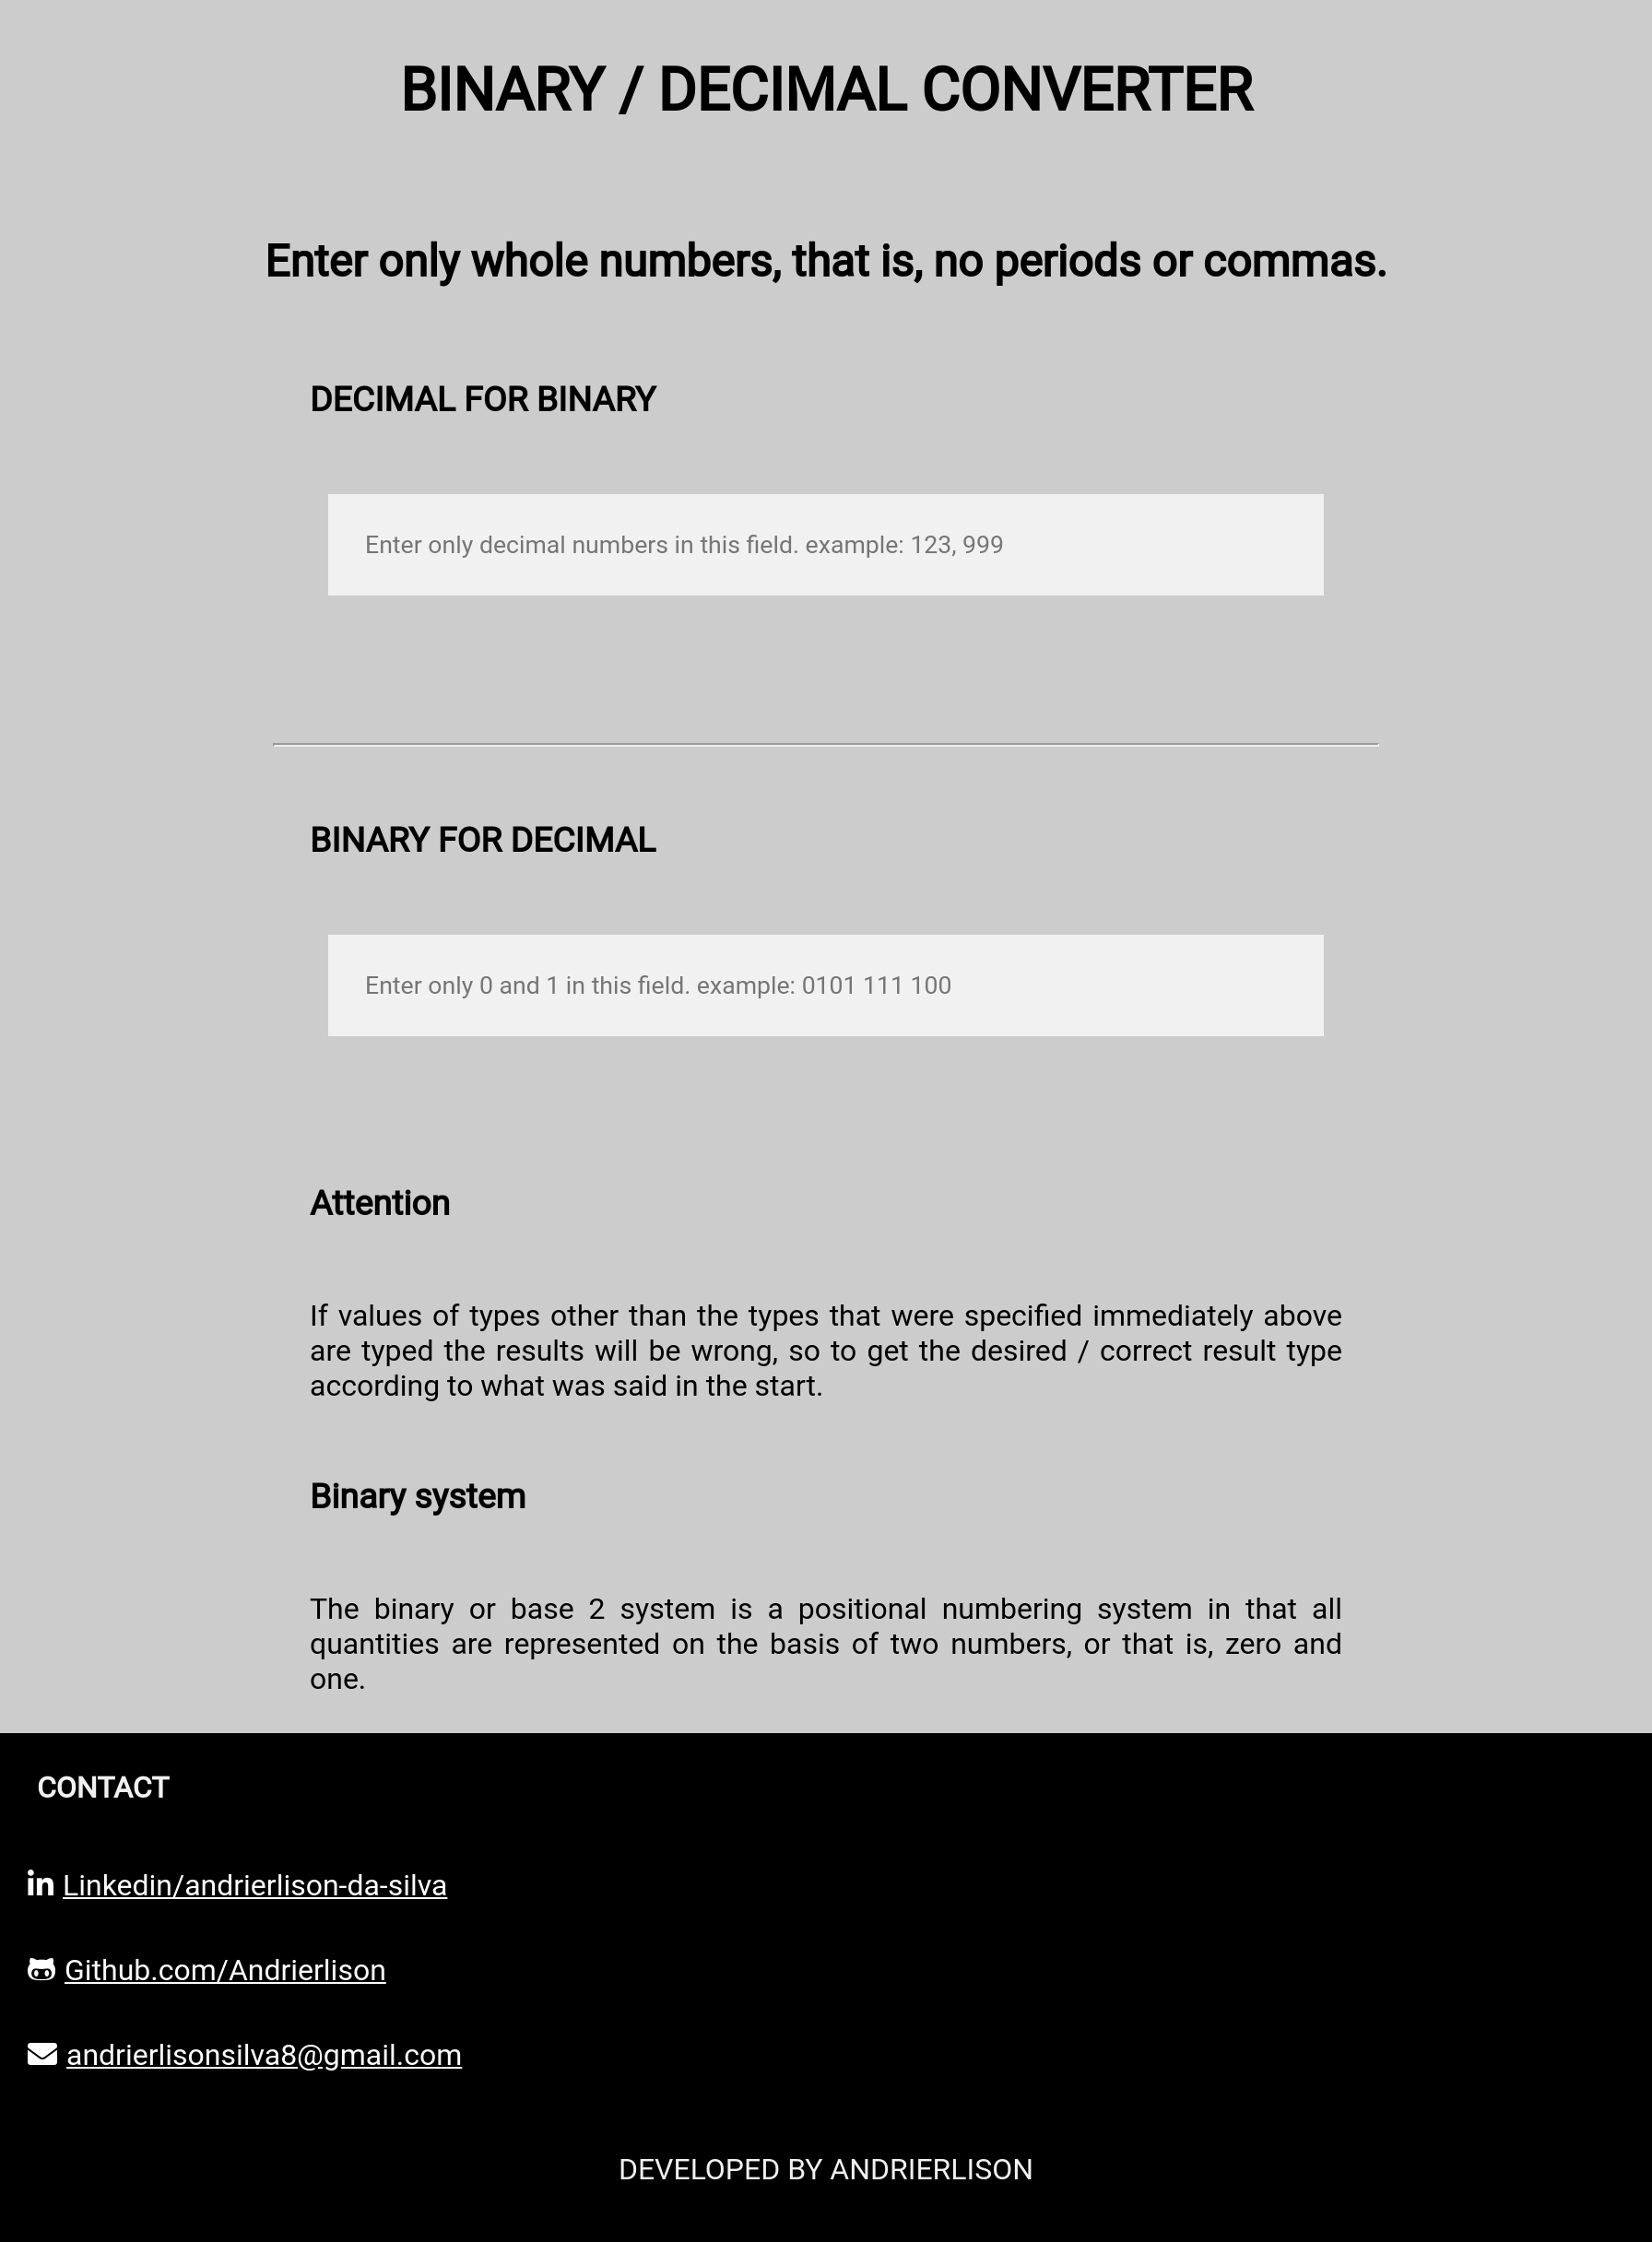 BINARY / DECIMAL CONVERTER
Enter only whole numbers, that is, no periods or commas.
DECIMAL FOR BINARY
Enter only decimal numbers in this field. example: 123, 999
BINARY FOR DECIMAL
Enter only 0 and 1 in this field. example: 0101 111 100
Attention
If values of types other than the types that were specified immediately above
are typed the results will be wrong, so to get the desired / correct result type
according to what was said in the start.
Binary system
The binary or base 2 system is a positional numbering system in that all
quantities are represented on the basis of two numbers, or that is, zero and
one.
CONTACT
Linkedin/andrierlison-da-silva
Github.com/Andrierlison
andrierlisonsilva8@gmail.com
DEVELOPED BY ANDRIERLISON